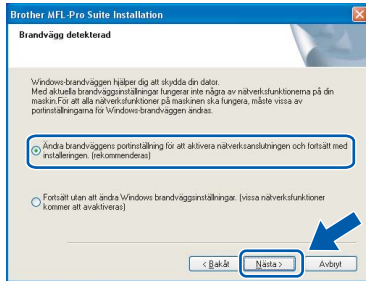 Brother MFL-Pro Suite Installation
Brandvägg detekterad
Windows-brandväggen hjälper dig att skydda din dator.
Med aktuella brandväggsinställningar fungerar inte några av nätverksfunktionerna på din
maskin.För att alla nätverksfunktioner på maskinen ska fungera, måste vissa av
portinställningarna för Windows-brandväggen ändras.
Ändra brandväggens portinställning för att aktivera nätverksanslutningen och fortsätt med
installeringen. (rekommenderas)
Fortsätt utan att ändra Windows brandväggsinställningar. (vissa nätverksfunktioner
kommer att avaktiveras)
< Bakåt Nästa > Avbryt